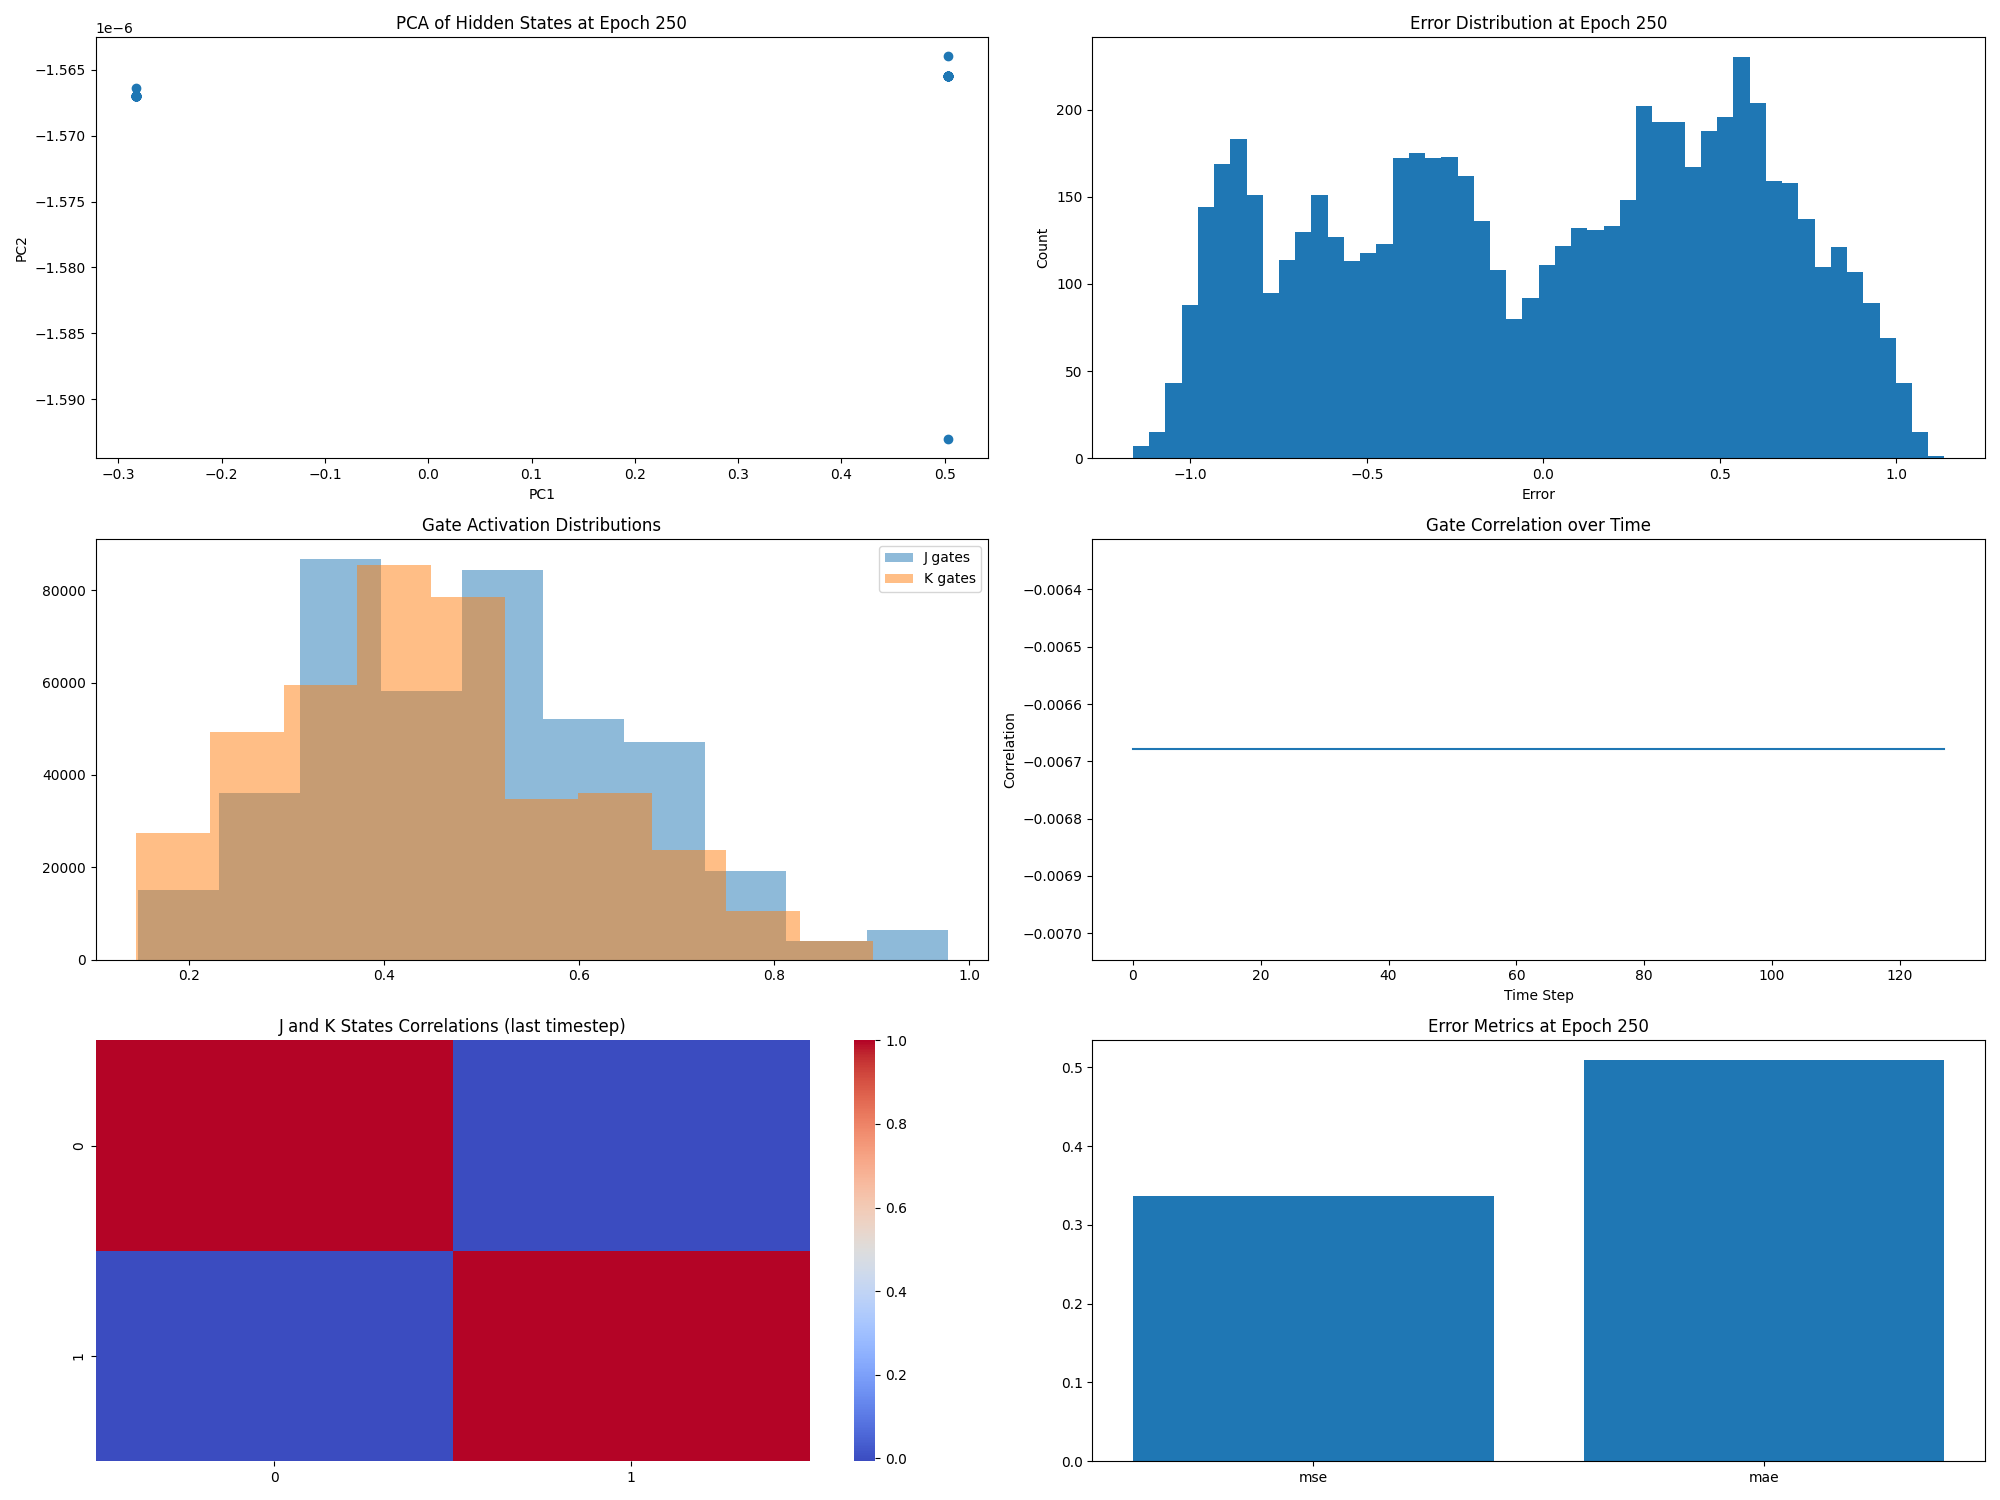 PCA of Hidden States at Epoch 250
1e−6
−1.565
−1.570
−1.575
−1.580
−1.585
−1.590
PC2
−0.3 −0.2 −0.1 0.0 0.1 0.2 0.3 0.4 0.5
PC1
Error Distribution at Epoch 250
200
150
100
50
0
Count
−1.0 −0.5 0.0 0.5 1.0
Error
Gate Activation Distributions
J gates
K gates
80000
60000
40000
20000
0
0.2 0.4 0.6 0.8 1.0
Gate Correlation over Time
−0.0064
−0.0065
−0.0066
−0.0067
−0.0068
−0.0069
−0.0070
Correlation
0 20 40 60 80 100 120
Time Step
J and K States Correlations (last timestep)
0
1
0 1
1.0
0.8
0.6
0.4
0.2
0.0
Error Metrics at Epoch 250
0.5
0.4
0.3
0.2
0.1
0.0
mse mae